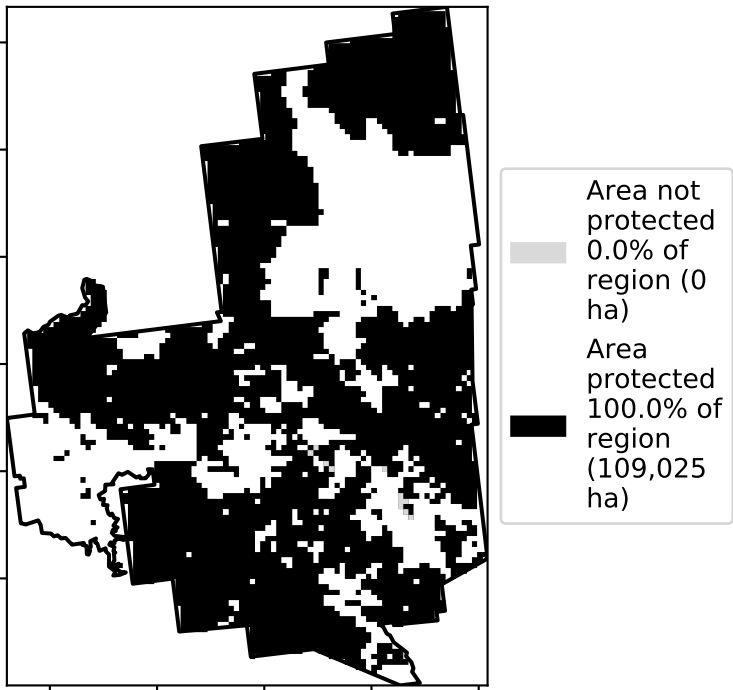 Area not
protected
0.0% of
region (0
ha)
Area
protected
100.0% of
region
(109,025
ha)